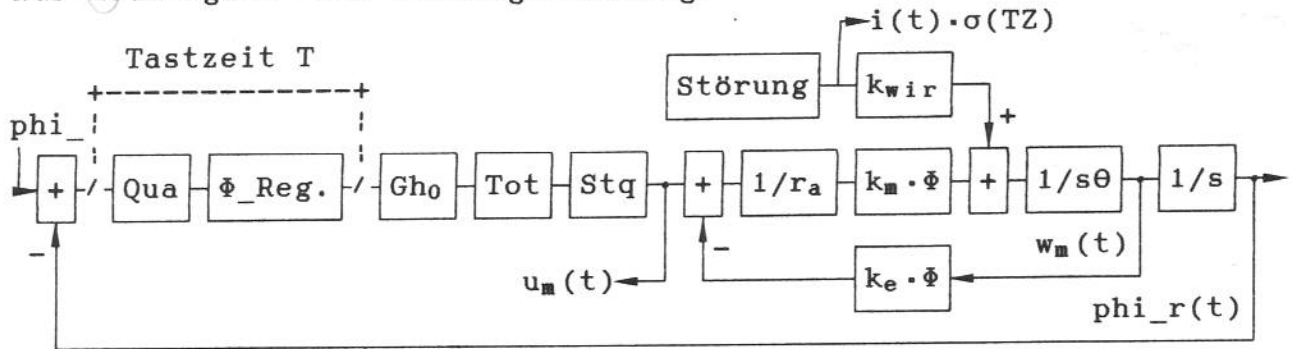 i(t)·σ(TZ)
Tastzeit T
+-------------+
Störung
k_wir
phi_
+
+
Qua
Φ_Reg.
Gh₀
Tot
Stq
+
1/rₐ
kₘ·Φ
+
1/sθ
1/s
-
-
uₘ(t)
kₑ·Φ
wₘ(t)
phi_r(t)